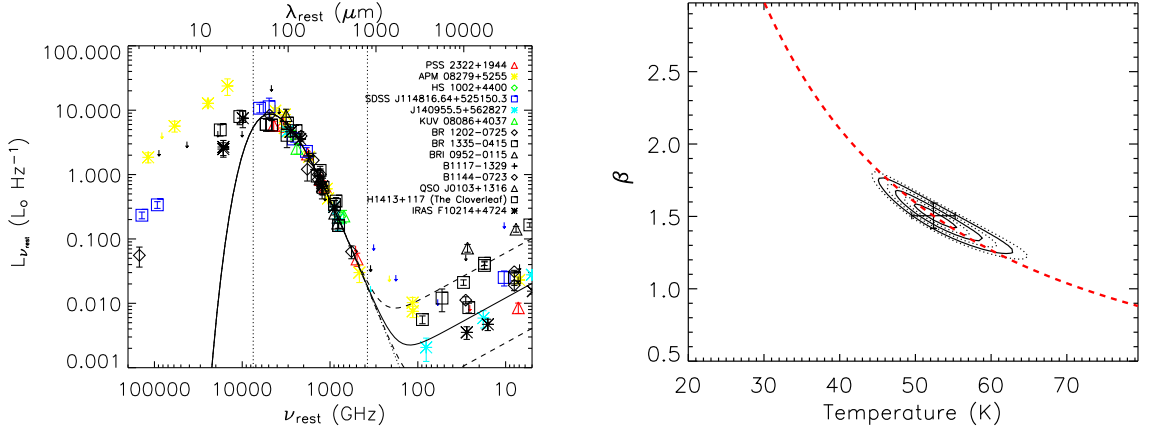 λrest (μm)
10 100 1000 10000
100.000
10.000
1.000
0.100
0.010
0.001
Lνrest (L₀ Hz⁻¹)
PSS 2322+1944
APM 08279+5255
HS 1002+4400
SDSS J114816.64+525150.3
J140955.5+562827
KUV 08086+4037
BR 1202-0725
BR 1335-0415
BRI 0952-0115
B1117-1329
B1144-0723
QSO J0103+1316
H1413+117 (The Cloverleaf)
IRAS F10214+4724
100000 10000 1000 100 10
νrest (GHz)
2.5
2.0
1.5
1.0
0.5
β
20 30 40 50 60 70
Temperature (K)